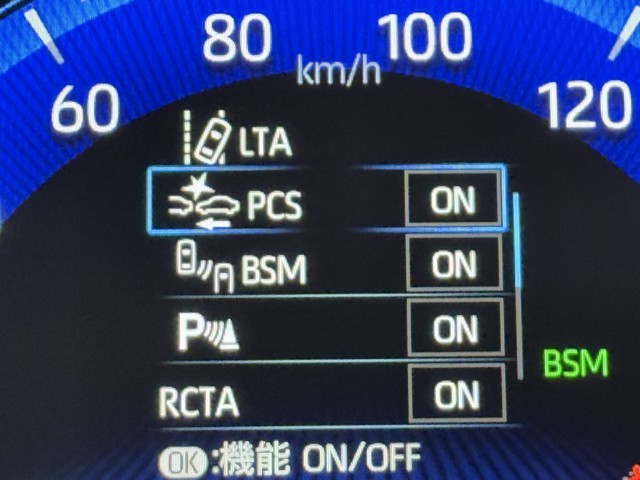 80 100
km/h
60 120
LTA
PCS ON
BSM ON
P ON
BSM
RCTA ON
OK:機能 ON/OFF